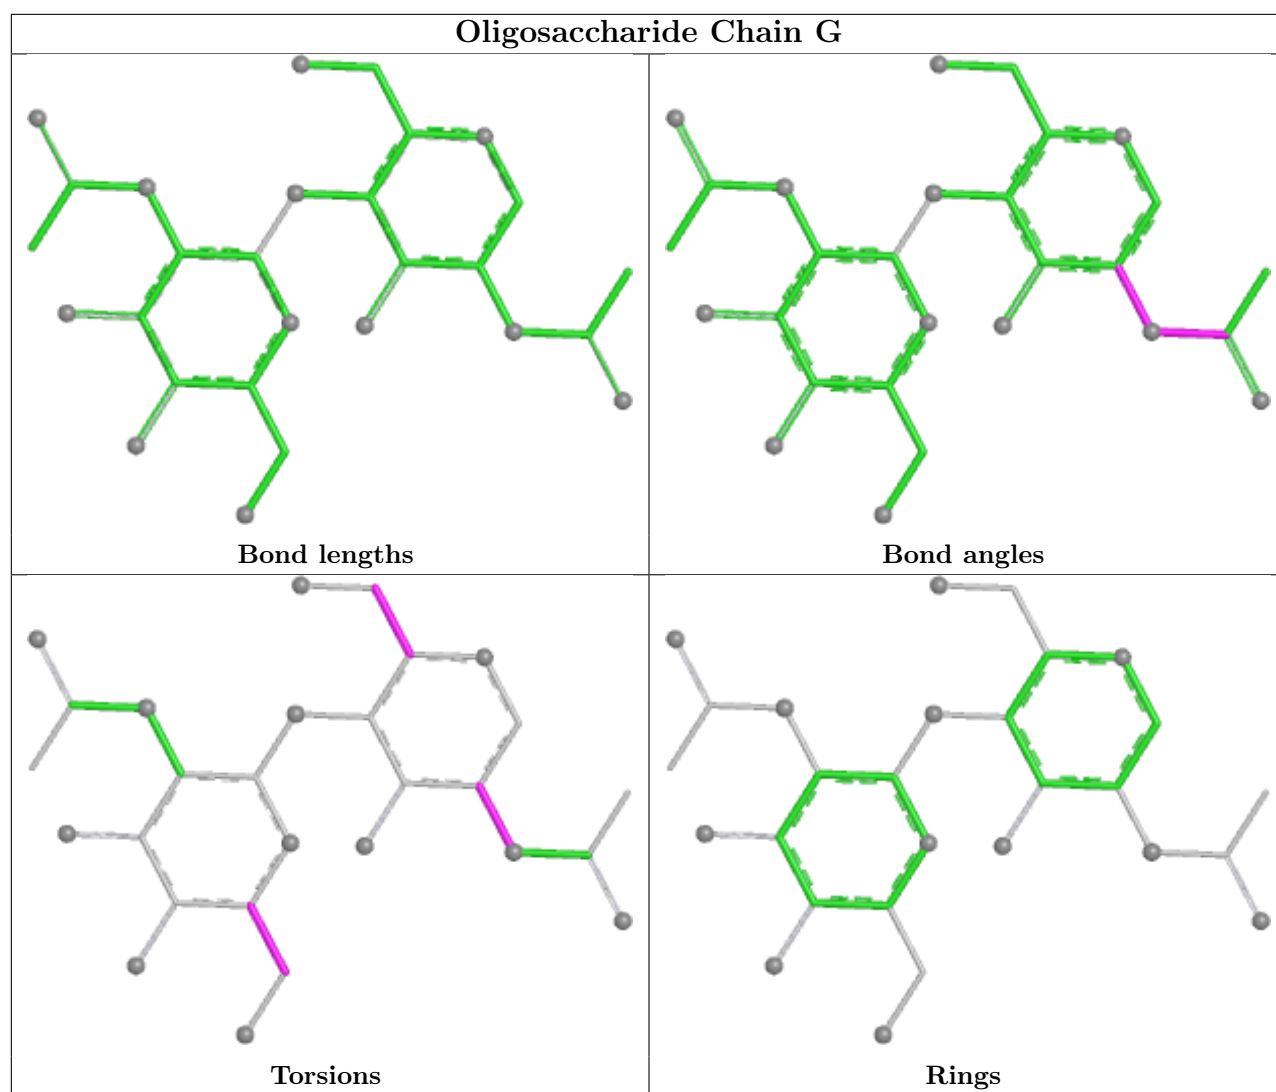 Oligosaccharide Chain G
Bond lengths
Bond angles
Torsions
Rings